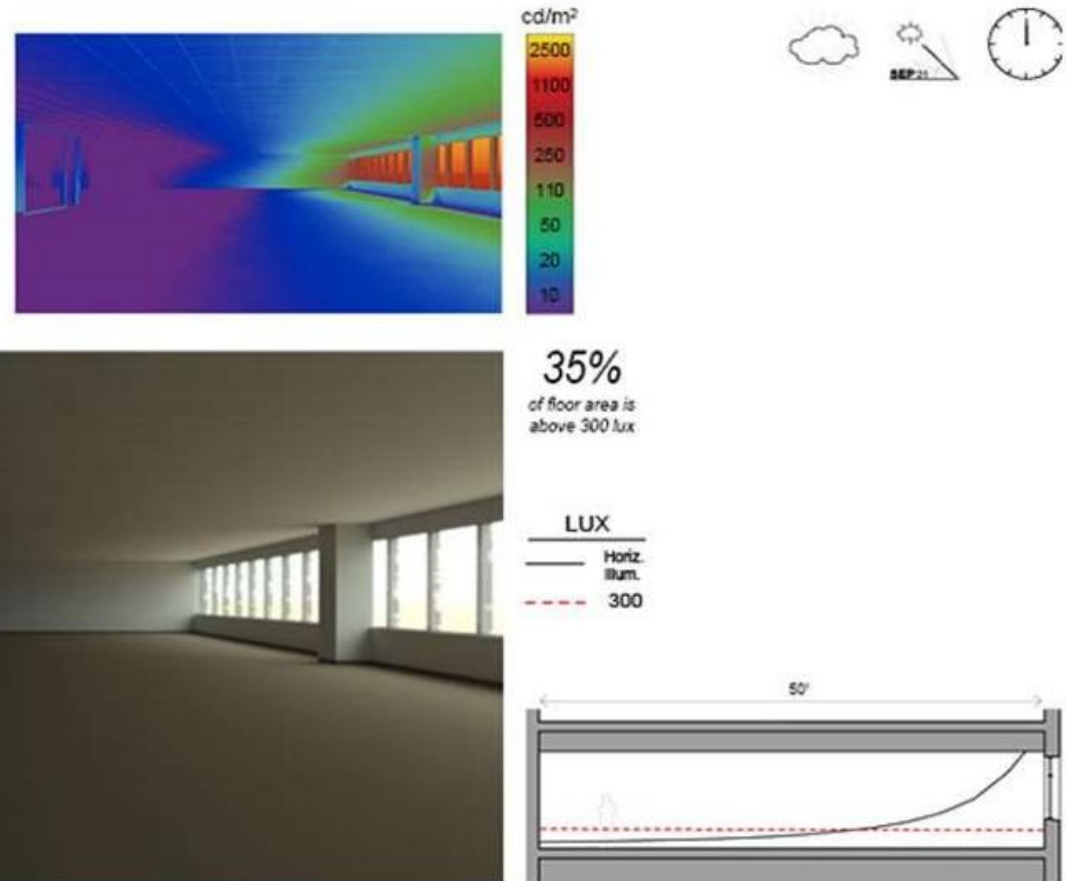 cd/m²
2500
1100
500
250
110
50
20
10
SEP 21
35%
of floor area is
above 300 lux
LUX
Horiz.
Illum.
300
50'